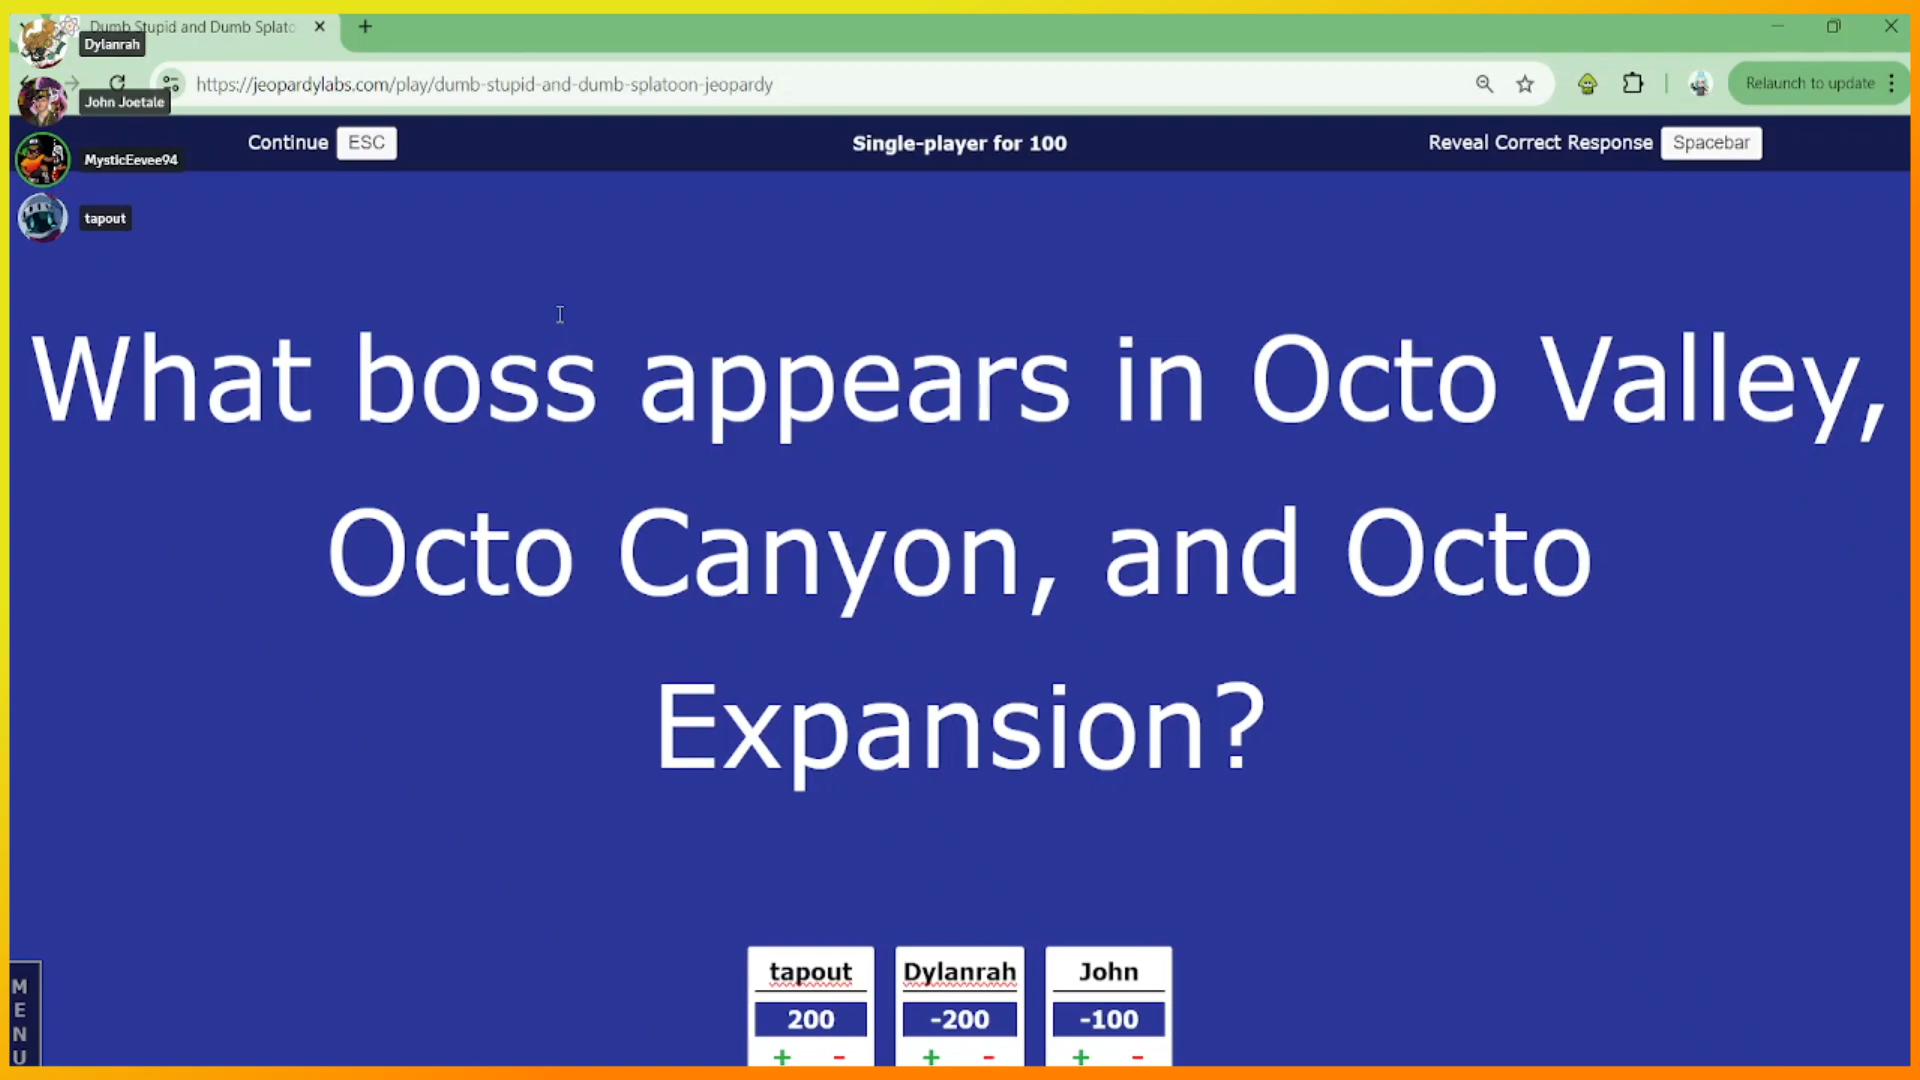 Dumb Stupid and Dumb Splato
Dylanrah
https://jeopardylabs.com/play/dumb-stupid-and-dumb-splatoon-jeopardy
Relaunch to update
John Joetale
Continue ESC
Single-player for 100
Reveal Correct Response Spacebar
MysticEevee94
tapout
What boss appears in Octo Valley,
Octo Canyon, and Octo
Expansion?
tapout Dylanrah John
200 -200 -100
+ - + - + -
MENU